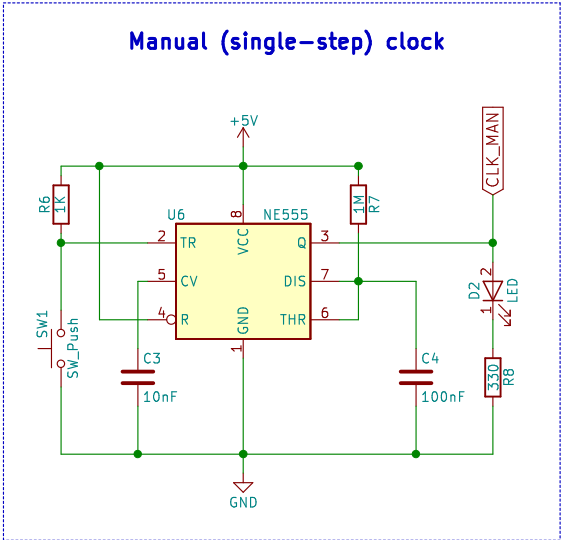 Manual (single-step) clock
+5V
CLK_MAN
R6
1K
U6
NE555
1M
R7
8
VCC
2
TR
Q
3
5
CV
DIS
7
4
R
THR
6
GND
1
D2
2
1
LED
SW1
SW_Push
C3
10nF
C4
100nF
330
R8
GND